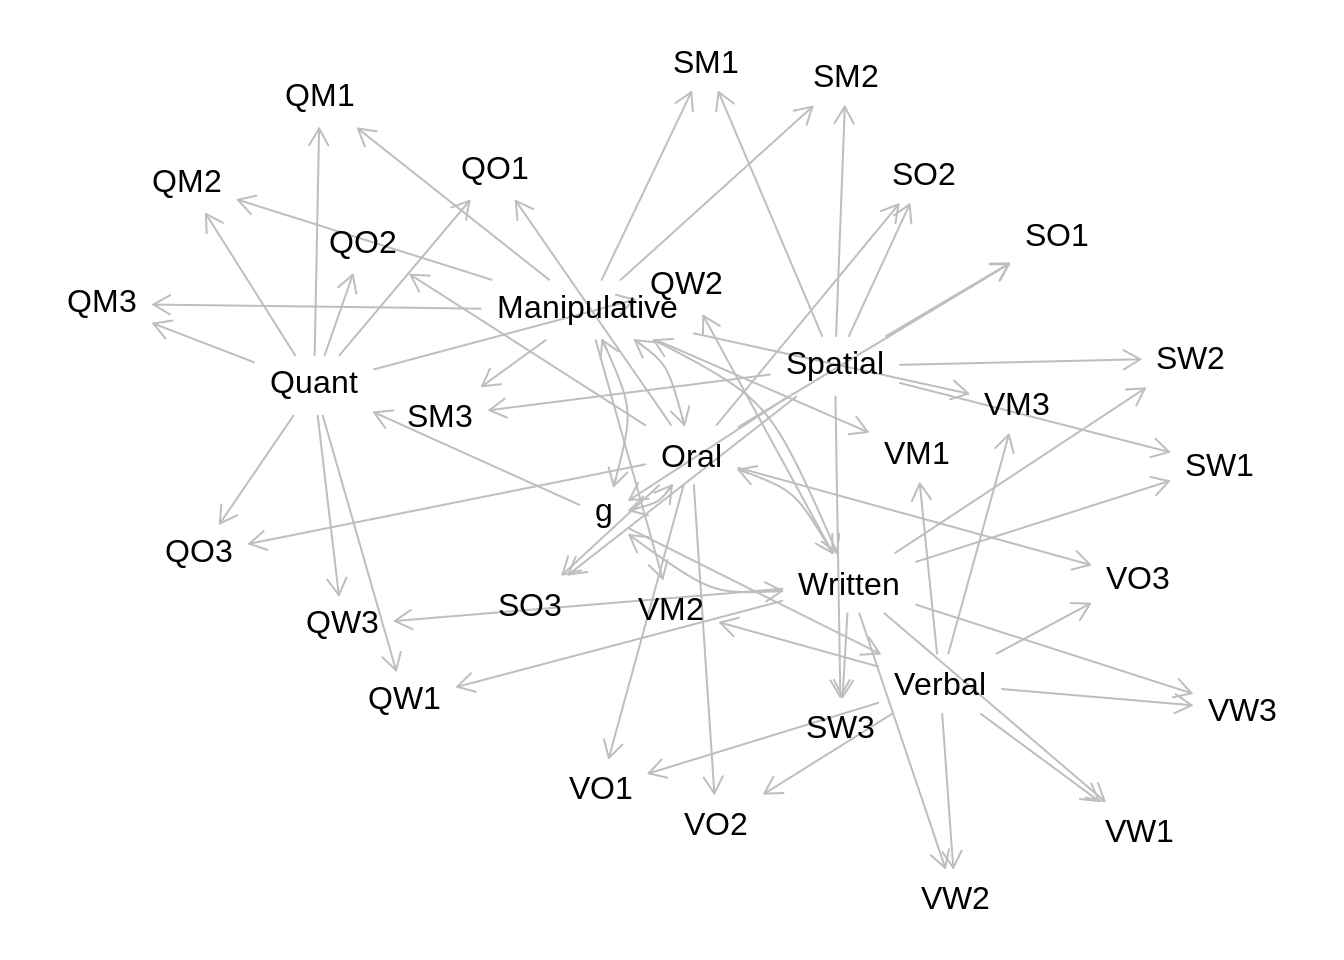 SM1
SM2
QM1
QO1
SO2
QM2
SO1
QO2
QW2
QM3
Manipulative
SW2
Spatial
Quant
VM3
SM3
VM1
Oral
SW1
g
QO3
VO3
Written
SO3
VM2
QW3
Verbal
QW1
VW3
SW3
VO1
VO2
VW1
VW2